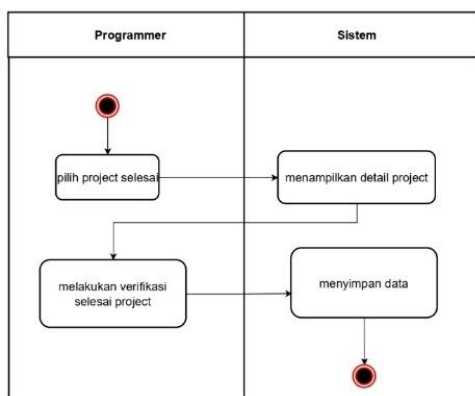 Programmer
Sistem
pilih project selesai
menampilkan detail project
melakukan verifikasi
selesai project
menyimpan data